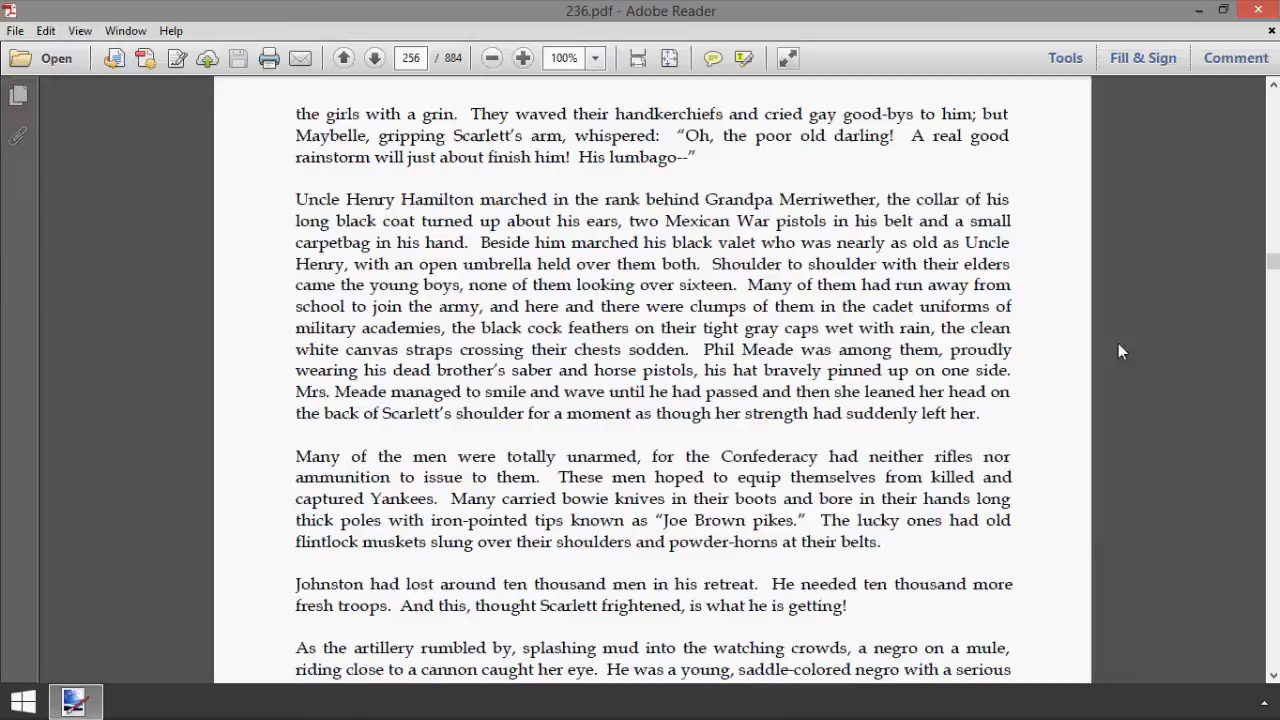 236.pdf - Adobe Reader
File Edit View Window Help
Open 256 / 884 100% Tools Fill & Sign Comment
the girls with a grin. They waved their handkerchiefs and cried gay good-bys to him; but
Maybelle, gripping Scarlett’s arm, whispered: “Oh, the poor old darling! A real good
rainstorm will just about finish him! His lumbago--”
Uncle Henry Hamilton marched in the rank behind Grandpa Merriwether, the collar of his
long black coat turned up about his ears, two Mexican War pistols in his belt and a small
carpetbag in his hand. Beside him marched his black valet who was nearly as old as Uncle
Henry, with an open umbrella held over them both. Shoulder to shoulder with their elders
came the young boys, none of them looking over sixteen. Many of them had run away from
school to join the army, and here and there were clumps of them in the cadet uniforms of
military academies, the black cock feathers on their tight gray caps wet with rain, the clean
white canvas straps crossing their chests sodden. Phil Meade was among them, proudly
wearing his dead brother’s saber and horse pistols, his hat bravely pinned up on one side.
Mrs. Meade managed to smile and wave until he had passed and then she leaned her head on
the back of Scarlett’s shoulder for a moment as though her strength had suddenly left her.
Many of the men were totally unarmed, for the Confederacy had neither rifles nor
ammunition to issue to them. These men hoped to equip themselves from killed and
captured Yankees. Many carried bowie knives in their boots and bore in their hands long
thick poles with iron-pointed tips known as “Joe Brown pikes.” The lucky ones had old
flintlock muskets slung over their shoulders and powder-horns at their belts.
Johnston had lost around ten thousand men in his retreat. He needed ten thousand more
fresh troops. And this, thought Scarlett frightened, is what he is getting!
As the artillery rumbled by, splashing mud into the watching crowds, a negro on a mule,
riding close to a cannon caught her eye. He was a young, saddle-colored negro with a serious